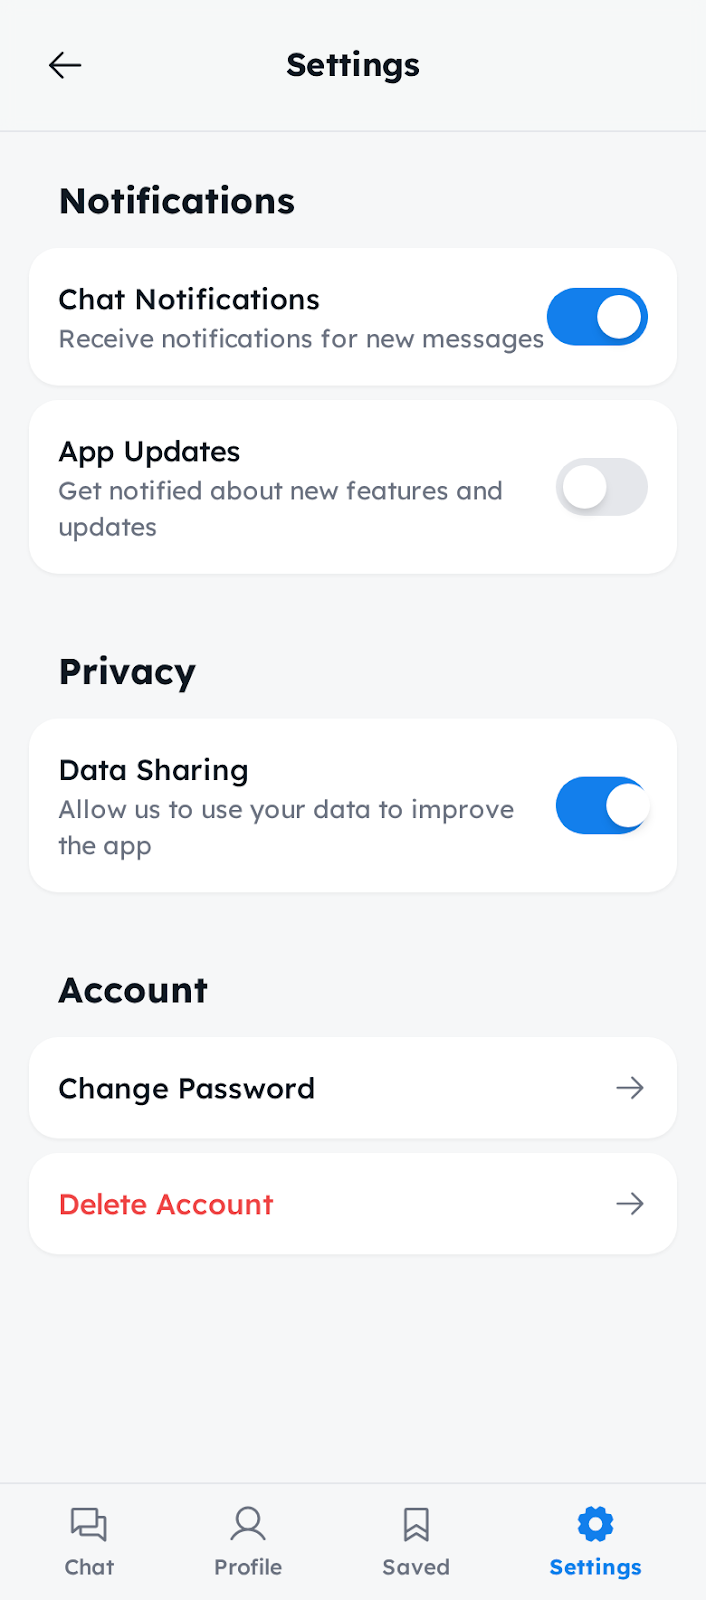 Settings
Notifications
Chat Notifications
Receive notifications for new messages
App Updates
Get notified about new features and
updates
Privacy
Data Sharing
Allow us to use your data to improve
the app
Account
Change Password
Delete Account
Chat
Profile
Saved
Settings